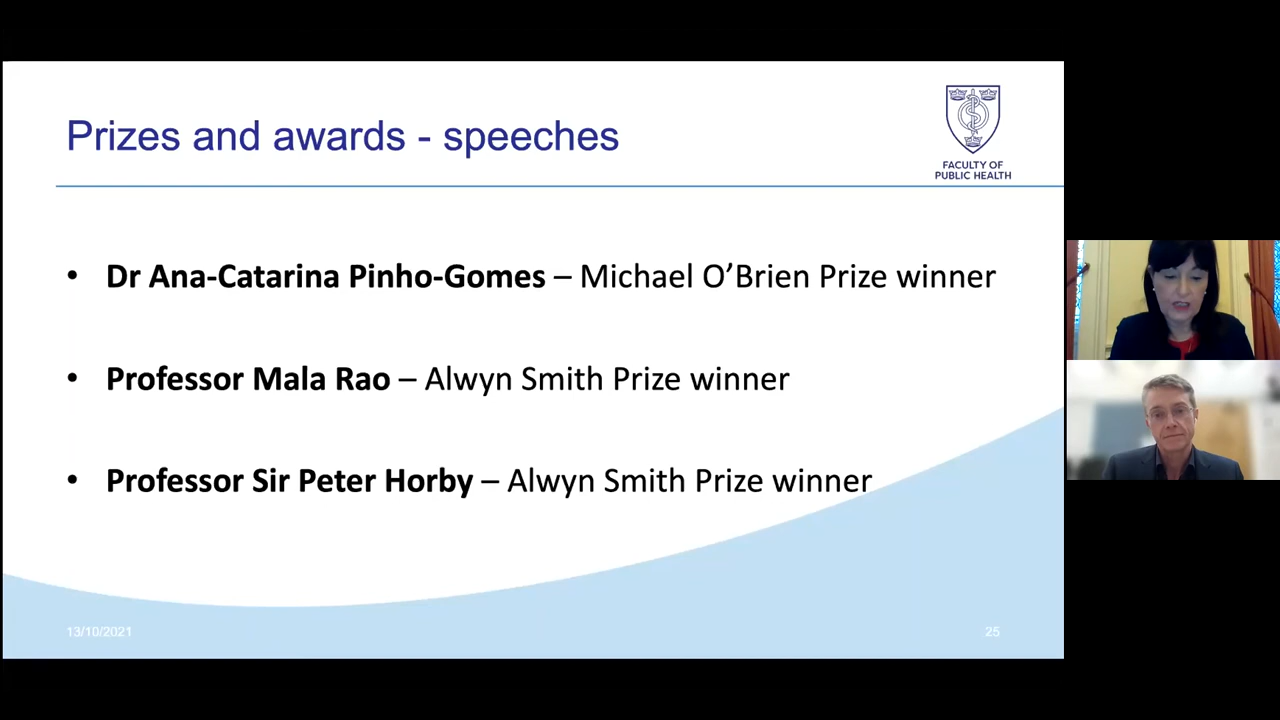 Prizes and awards - speeches
FACULTY OF
PUBLIC HEALTH
• Dr Ana-Catarina Pinho-Gomes – Michael O’Brien Prize winner
• Professor Mala Rao – Alwyn Smith Prize winner
• Professor Sir Peter Horby – Alwyn Smith Prize winner
13/10/2021
25